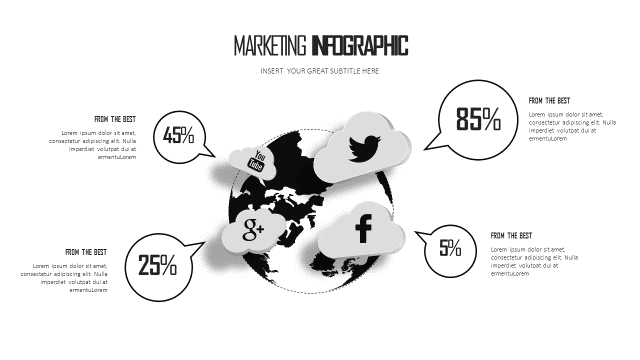 MARKETING INFOGRAPHIC
INSERT YOUR GREAT SUBTITLE HERE
FROM THE BEST
Lorem ipsum dolor sit amet,
consectetur adipiscing elit. Nulla
imperdiet volutpat dui at
ermentuLorem
45%
You
Tube
85%
FROM THE BEST
Lorem ipsum dolor sit amet,
consectetur adipiscing elit. Nulla
imperdiet volutpat dui at
ermentuLorem
FROM THE BEST
Lorem ipsum dolor sit amet,
consectetur adipiscing elit. Nulla
imperdiet volutpat dui at
ermentuLorem
25%
g+
f
5%
FROM THE BEST
Lorem ipsum dolor sit amet,
consectetur adipiscing elit. Nulla
imperdiet volutpat dui at
ermentuLorem